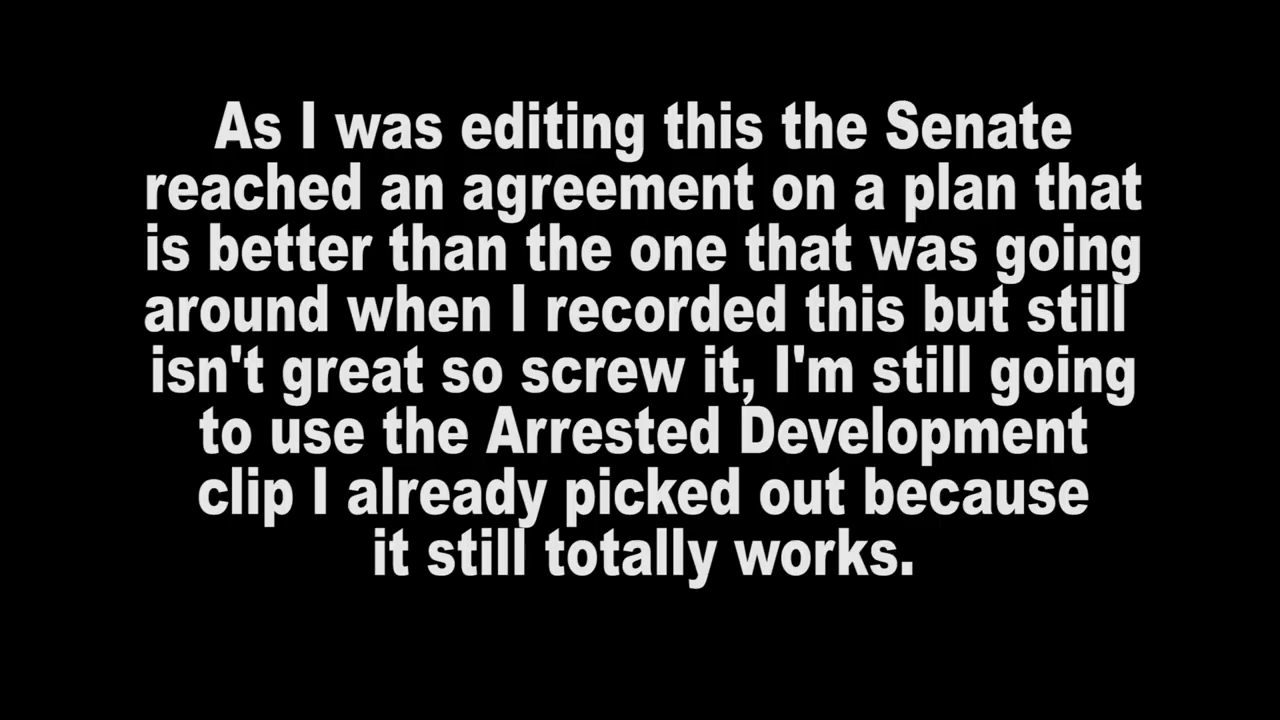 As I was editing this the Senate
reached an agreement on a plan that
is better than the one that was going
around when I recorded this but still
isn't great so screw it, I'm still going
to use the Arrested Development
clip I already picked out because
it still totally works.